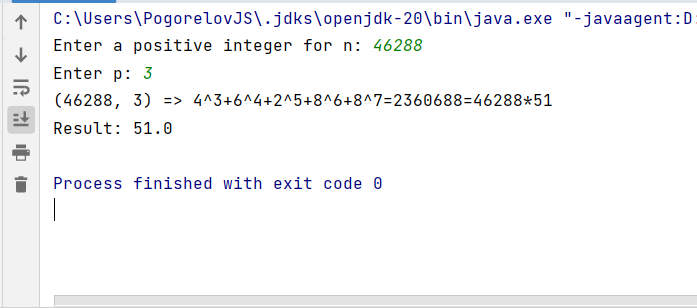 C:\Users\PogorelovJS\.jdks\openjdk-20\bin\java.exe "-javaagent:D:
Enter a positive integer for n: 46288
Enter p: 3
(46288, 3) => 4^3+6^4+2^5+8^6+8^7=2360688=46288*51
Result: 51.0
Process finished with exit code 0